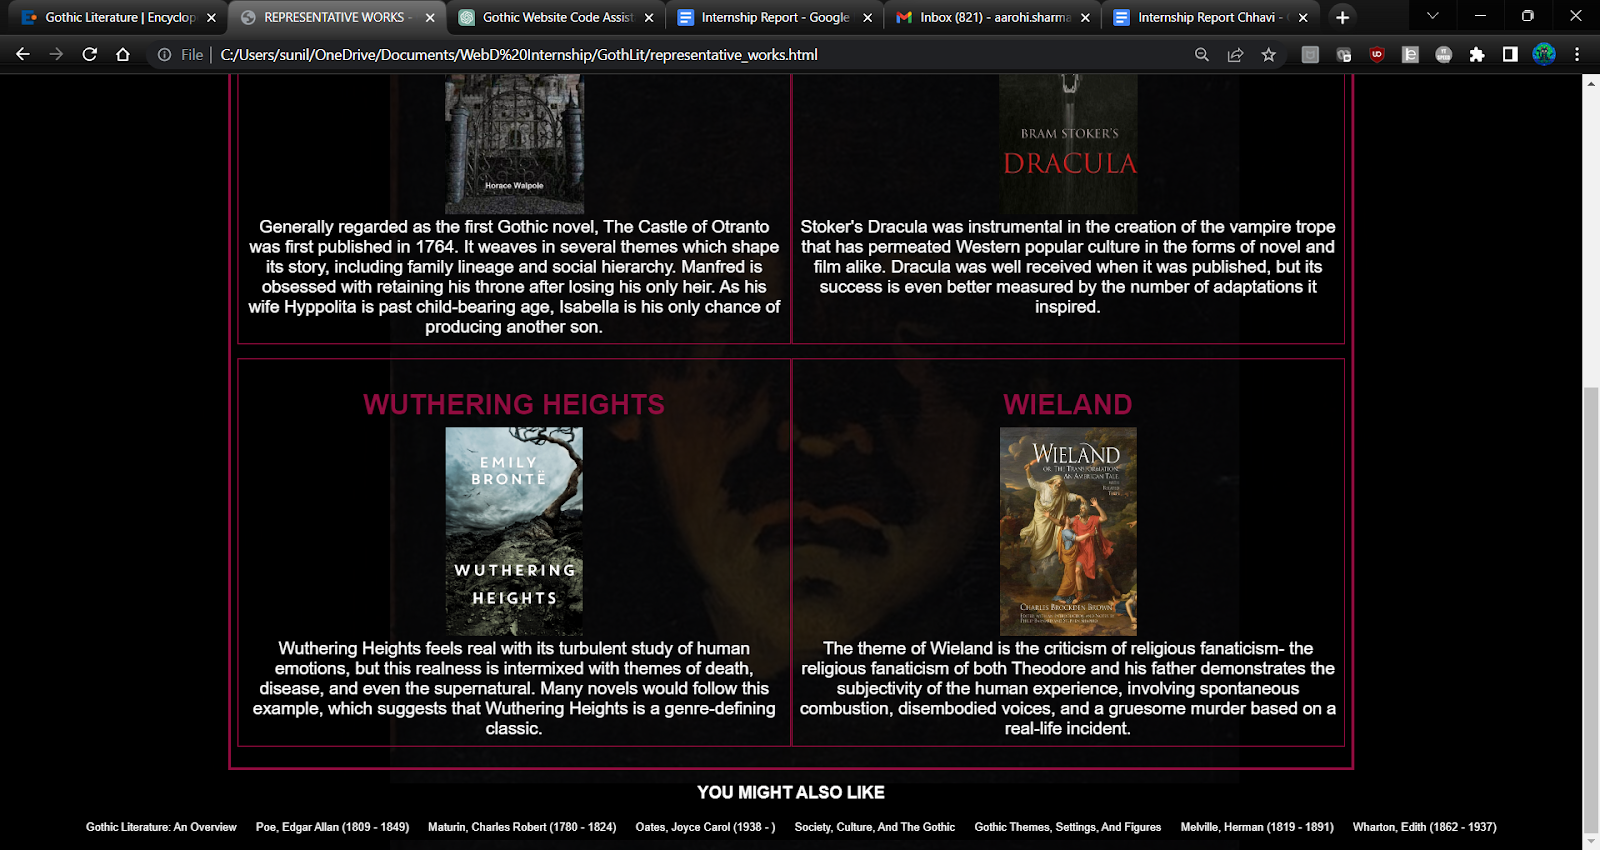 Gothic Literature | Encyclop
REPRESENTATIVE WORKS -
Gothic Website Code Assist
Internship Report - Google
Inbox (821) - aarohi.sharma
Internship Report Chhavi -
File
C:/Users/sunil/OneDrive/Documents/WebD%20Internship/GothLit/representative_works.html
Horace Walpole
BRAM STOKER'S
DRACULA
Generally regarded as the first Gothic novel, The Castle of Otranto
was first published in 1764. It weaves in several themes which shape
its story, including family lineage and social hierarchy. Manfred is
obsessed with retaining his throne after losing his only heir. As his
wife Hyppolita is past child-bearing age, Isabella is his only chance of
producing another son.
Stoker's Dracula was instrumental in the creation of the vampire trope
that has permeated Western popular culture in the forms of novel and
film alike. Dracula was well received when it was published, but its
success is even better measured by the number of adaptations it
inspired.
WUTHERING HEIGHTS
EMILY
BRONTË
WUTHERING
HEIGHTS
Wuthering Heights feels real with its turbulent study of human
emotions, but this realness is intermixed with themes of death,
disease, and even the supernatural. Many novels would follow this
example, which suggests that Wuthering Heights is a genre-defining
classic.
WIELAND
WIELAND
OR THE TRANSFORMATION
AN AMERICAN TALE
CHARLES BROCKDEN BROWN
The theme of Wieland is the criticism of religious fanaticism- the
religious fanaticism of both Theodore and his father demonstrates the
subjectivity of the human experience, involving spontaneous
combustion, disembodied voices, and a gruesome murder based on a
real-life incident.
YOU MIGHT ALSO LIKE
Gothic Literature: An Overview
Poe, Edgar Allan (1809 - 1849)
Maturin, Charles Robert (1780 - 1824)
Oates, Joyce Carol (1938 - )
Society, Culture, And The Gothic
Gothic Themes, Settings, And Figures
Melville, Herman (1819 - 1891)
Wharton, Edith (1862 - 1937)